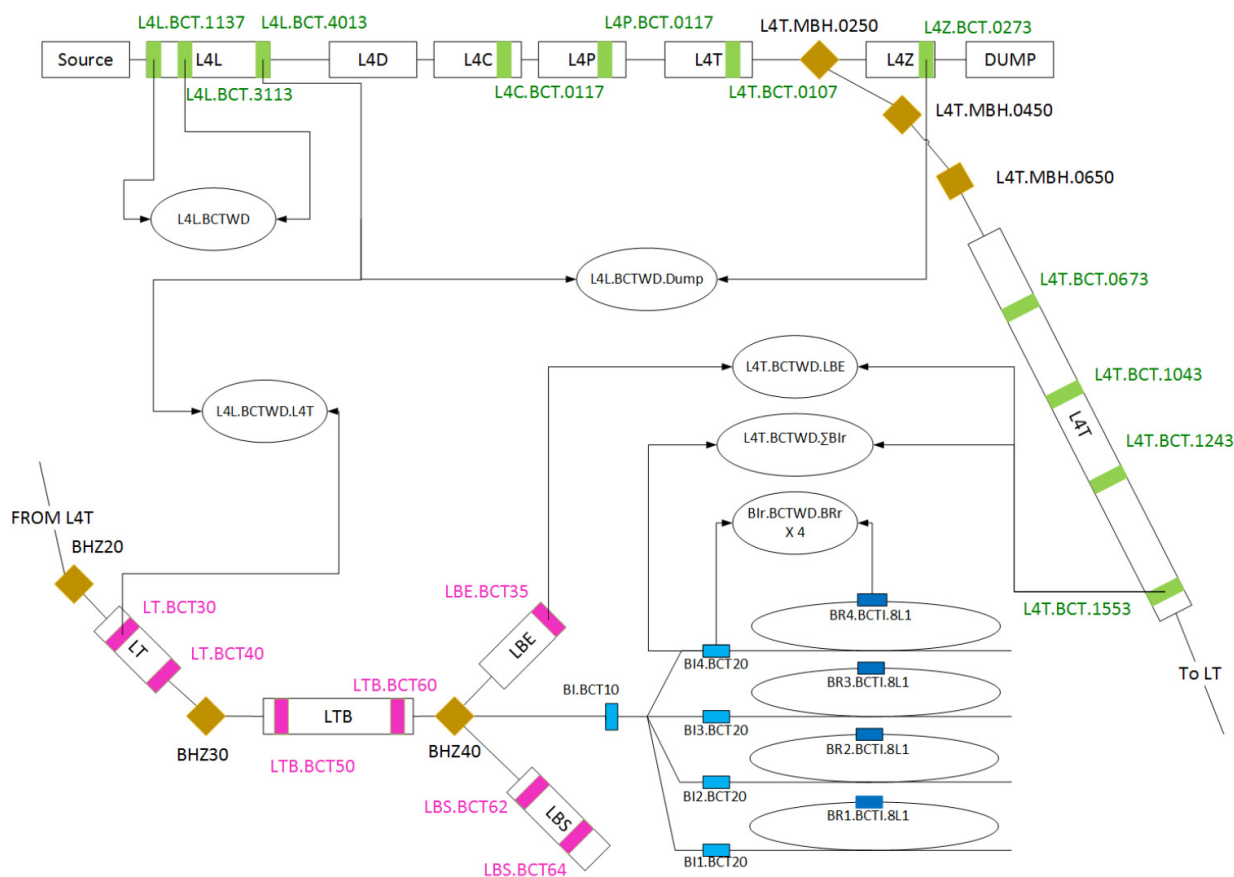 L4L.BCT.1137
L4L.BCT.4013
L4P.BCT.0117
L4T.MBH.0250
L4Z.BCT.0273
Source
L4L
L4D
L4C
L4P
L4T
L4Z
DUMP
L4L.BCT.3113
L4C.BCT.0117
L4T.BCT.0107
L4T.MBH.0450
L4T.MBH.0650
L4L.BCTWD
L4L.BCTWD.Dump
L4T.BCT.0673
L4T.BCTWD.LBE
L4T.BCT.1043
L4L.BCTWD.L4T
L4T.BCTWD.∑BIr
L4T
L4T.BCT.1243
FROM L4T
BHZ20
BIr.BCTWD.BRr
X 4
LT.BCT30
LBE.BCT35
L4T.BCT.1553
BR4.BCTI.8L1
LT
LT.BCT40
LBE
BI4.BCT20
To LT
LTB.BCT60
BI.BCT10
BR3.BCTI.8L1
LTB
BHZ30
BHZ40
BI3.BCT20
LTB.BCT50
BR2.BCTI.8L1
LBS.BCT62
LBS
BI2.BCT20
BR1.BCTI.8L1
LBS.BCT64
BI1.BCT20